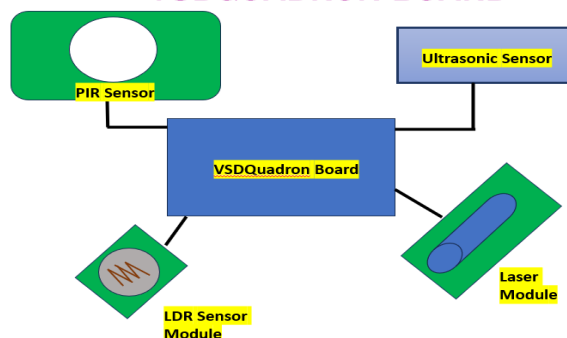 PIR Sensor
Ultrasonic Sensor
VSDQuadron Board
LDR Sensor
Module
Laser
Module